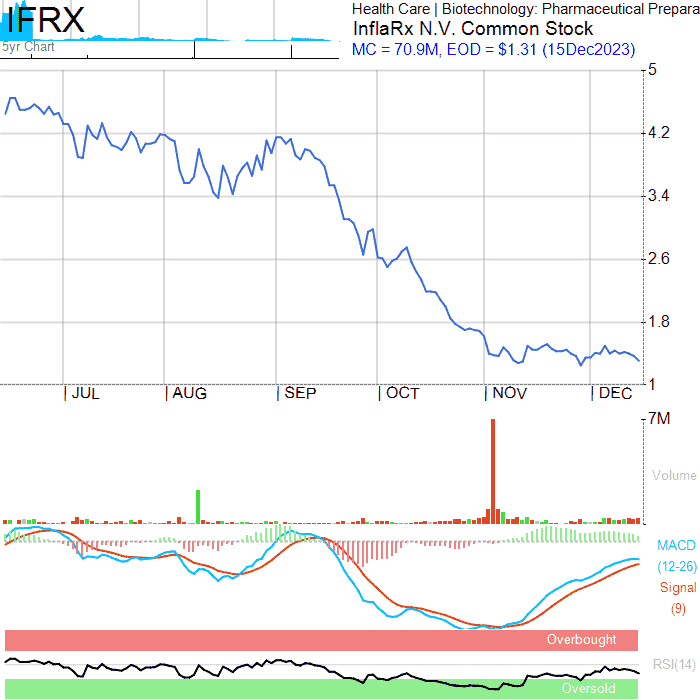 IFRX
5yr Chart
Health Care | Biotechnology: Pharmaceutical Prepara
InflaRx N.V. Common Stock
MC = 70.9M, EOD = $1.31 (15Dec2023)
5
4.2
3.4
2.6
1.8
1
JUL AUG SEP OCT NOV DEC
7M
Volume
MACD
(12-26)
Signal
(9)
Overbought
RSI(14)
Oversold